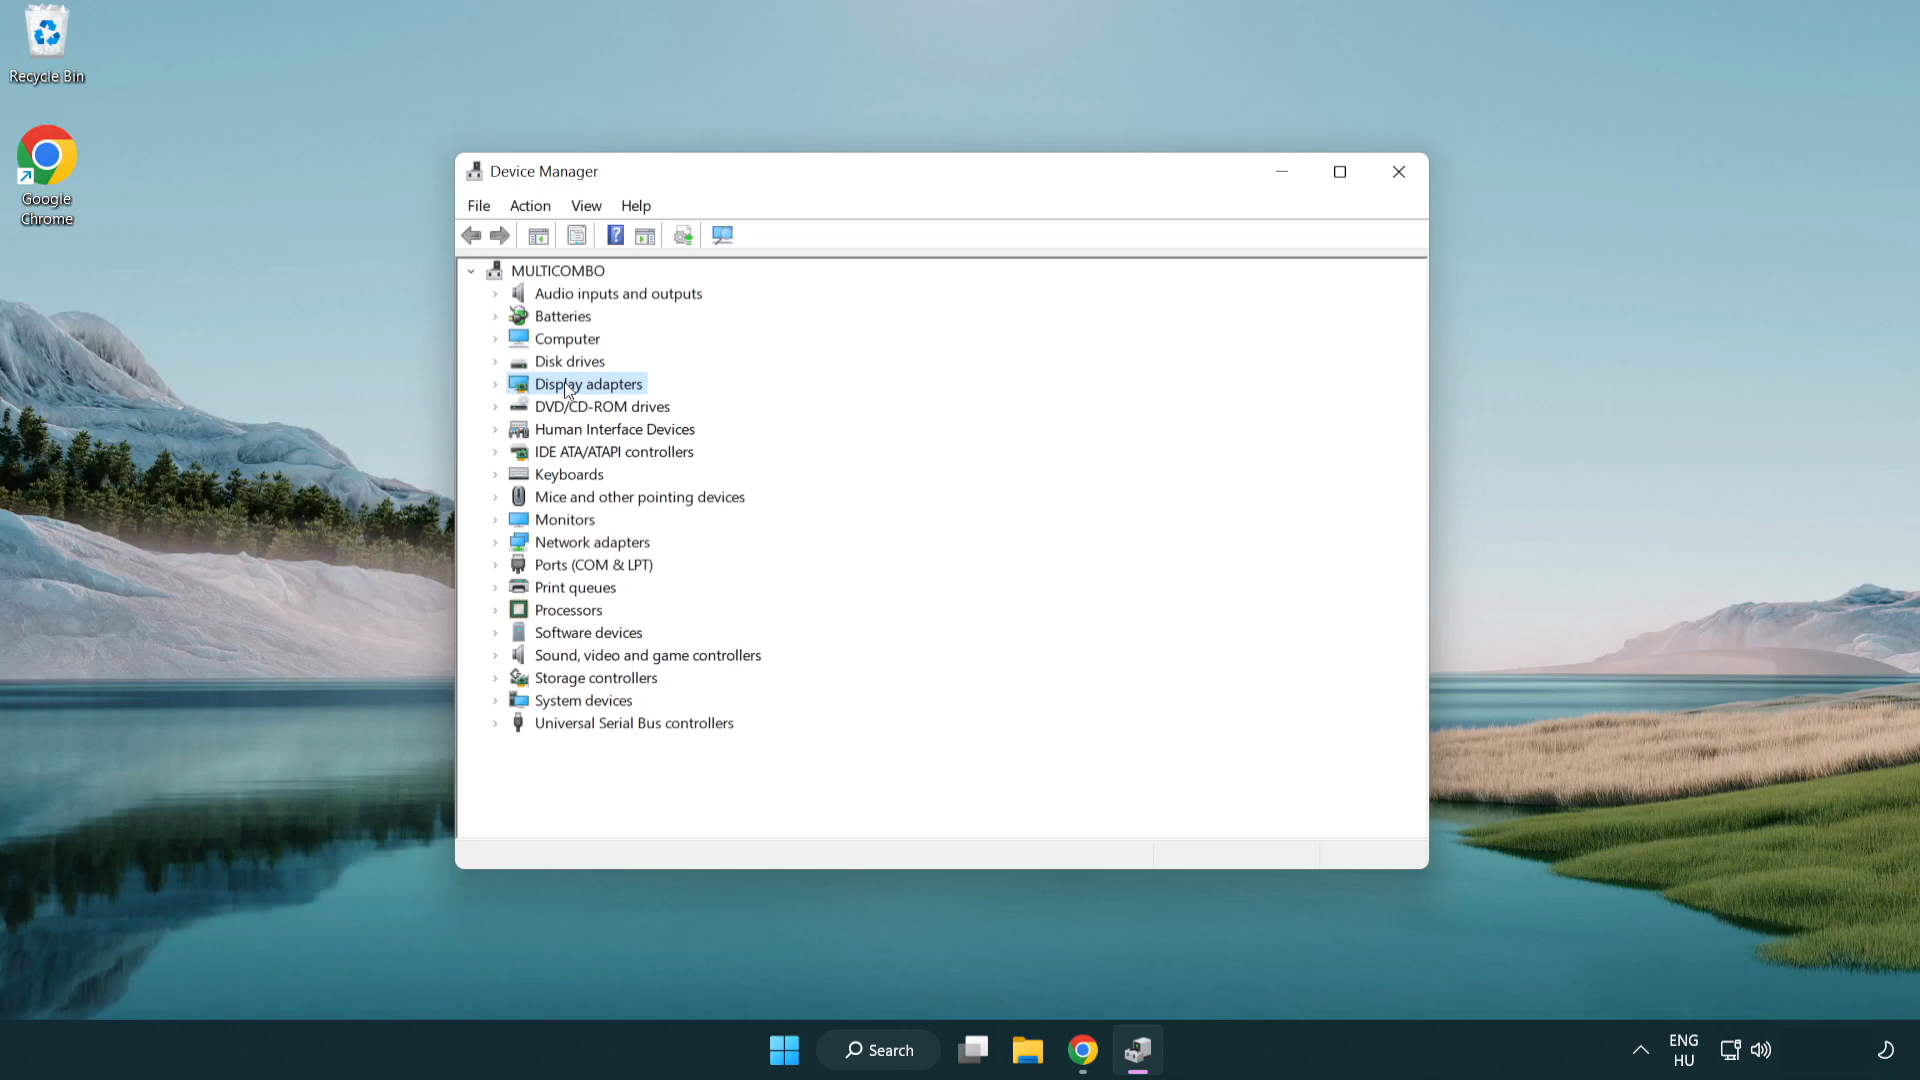 Recycle Bin
Google
Chrome
Device Manager
File Action View Help
MULTICOMBO
Audio inputs and outputs
Batteries
Computer
Disk drives
Display adapters
DVD/CD-ROM drives
Human Interface Devices
IDE ATA/ATAPI controllers
Keyboards
Mice and other pointing devices
Monitors
Network adapters
Ports (COM & LPT)
Print queues
Processors
Software devices
Sound, video and game controllers
Storage controllers
System devices
Universal Serial Bus controllers
Search
ENG
HU